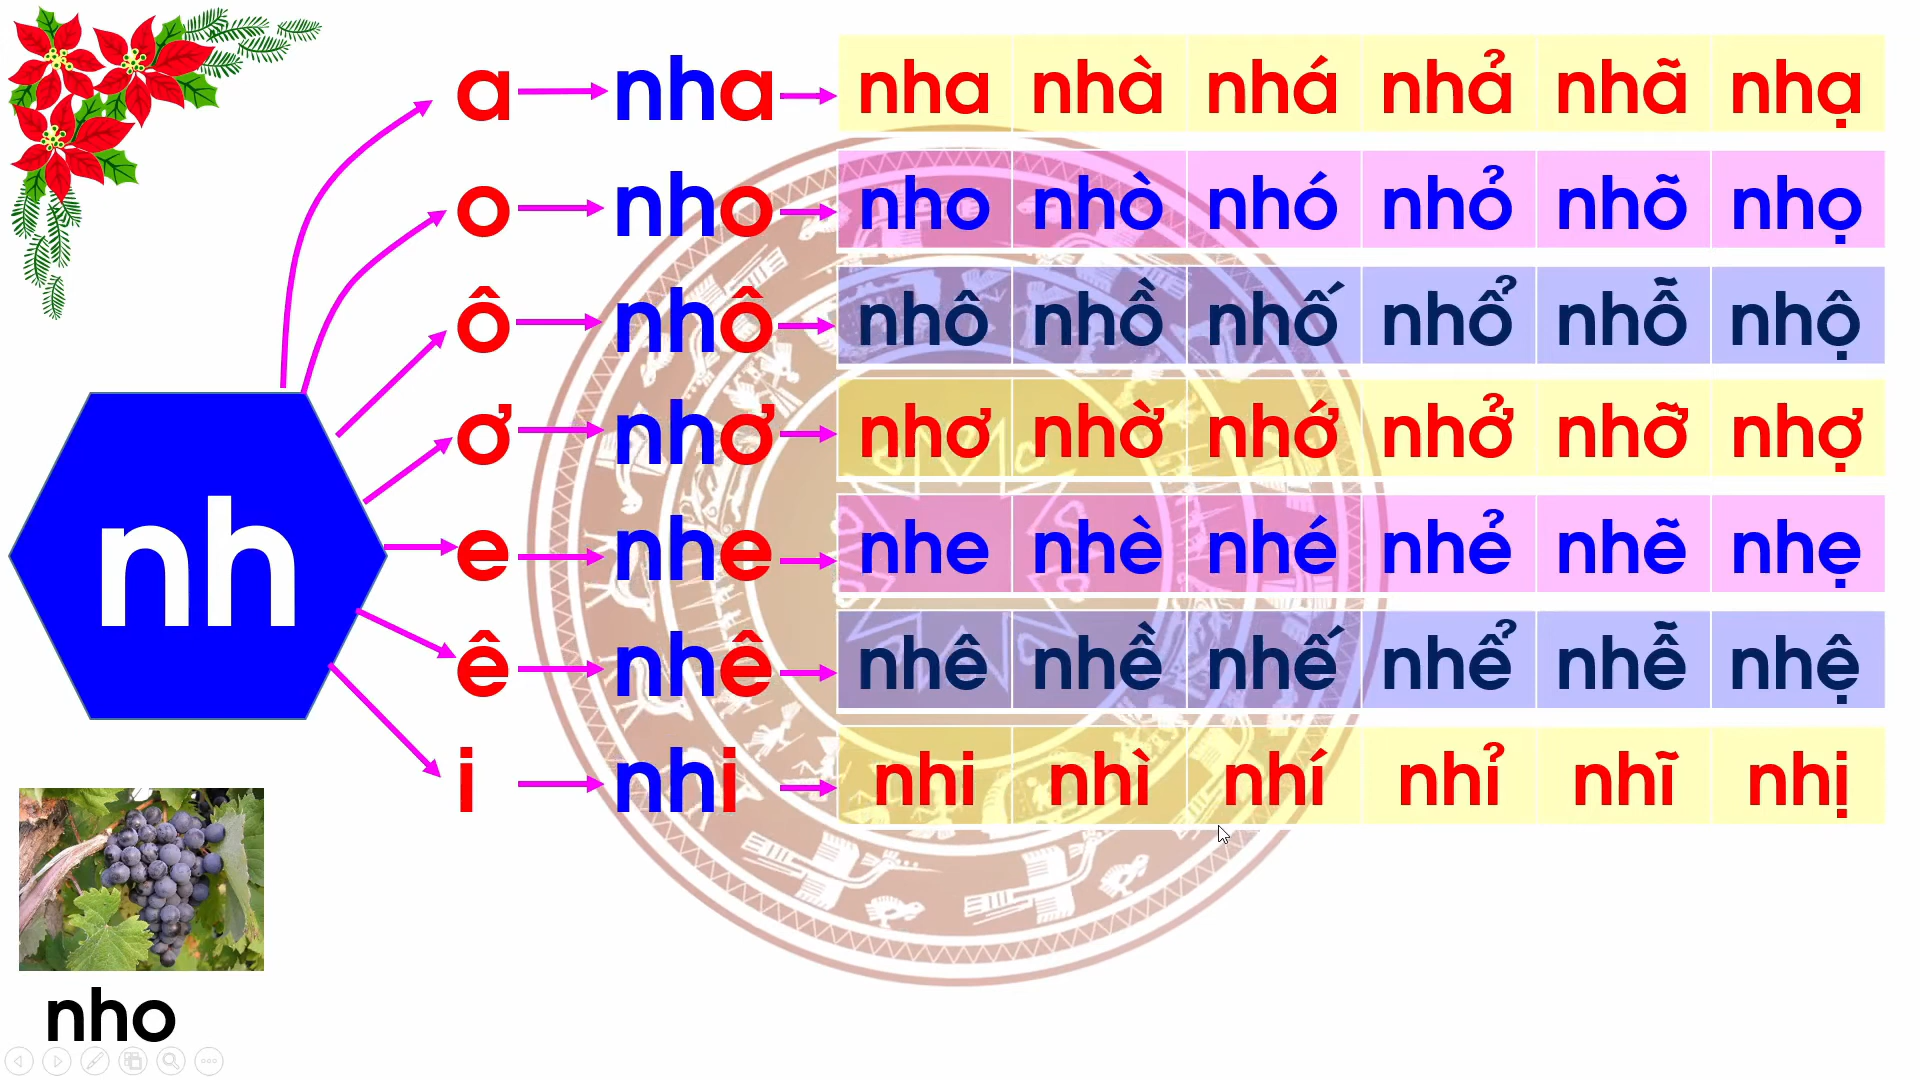 a nha nha nhà nhá nhả nhã nhạ
o nho nho nhò nhó nhỏ nhõ nhọ
ô nhô nhô nhồ nhố nhổ nhỗ nhộ
ơ nhơ nhơ nhờ nhớ nhở nhỡ nhợ
nh
e nhe nhe nhè nhé nhẻ nhẽ nhẹ
ê nhê nhê nhề nhế nhể nhễ nhệ
i nhi nhi nhì nhí nhỉ nhĩ nhị
nho